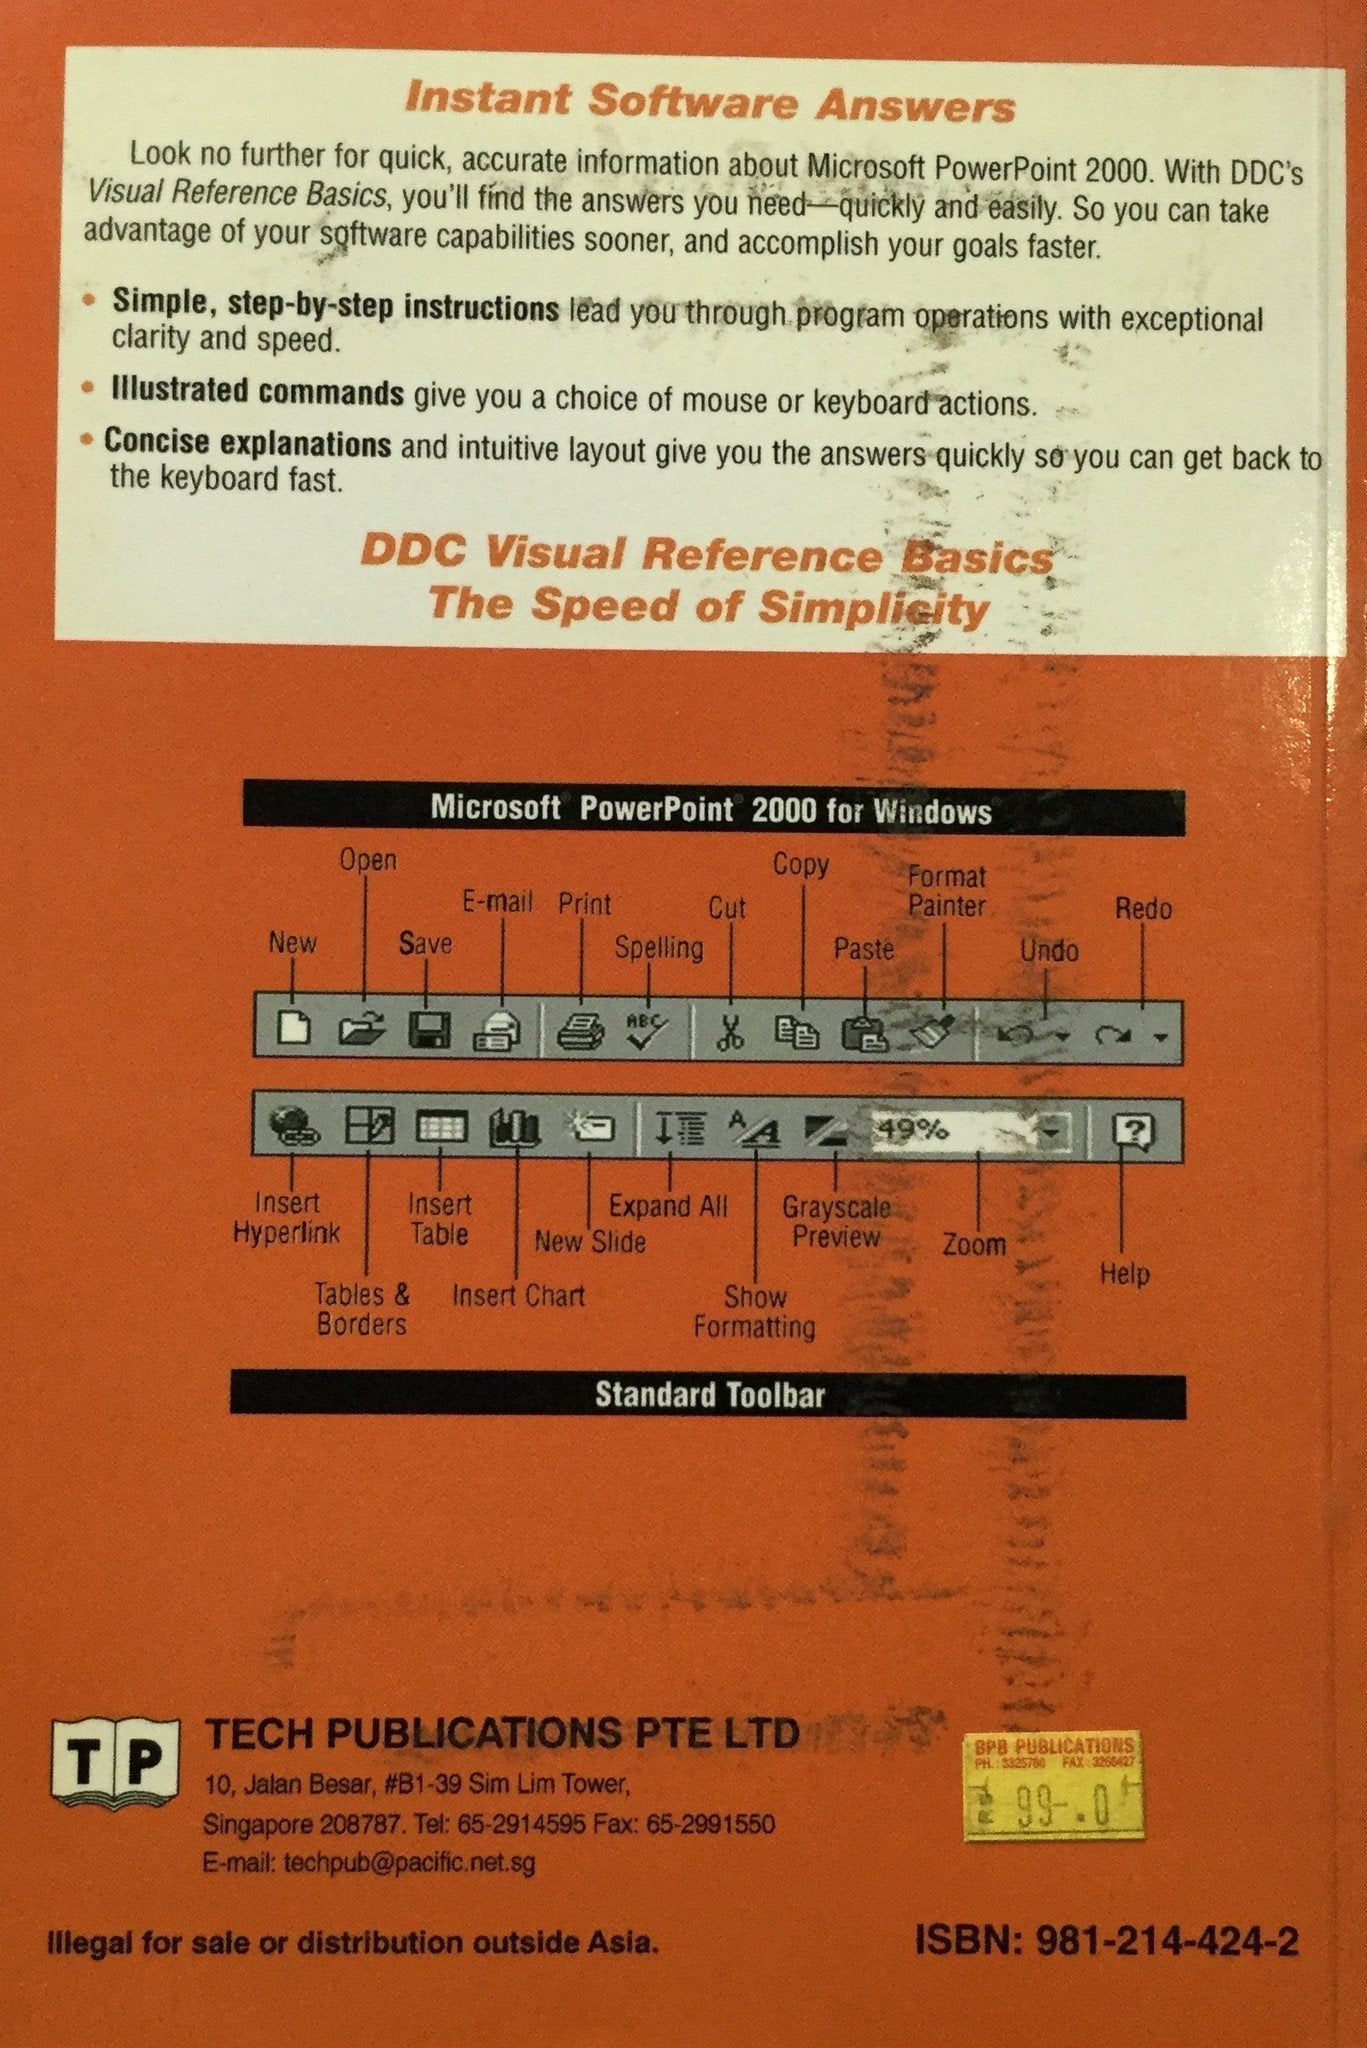 Instant Software Answers
Look no further for quick, accurate information about Microsoft PowerPoint 2000. With DDC's
Visual Reference Basics, you'll find the answers you need—quickly and easily. So you can take
advantage of your software capabilities sooner, and accomplish your goals faster.
• Simple, step-by-step instructions lead you through program operations with exceptional
clarity and speed.
• Illustrated commands give you a choice of mouse or keyboard actions.
• Concise explanations and intuitive layout give you the answers quickly so you can get back to
the keyboard fast.
DDC Visual Reference Basics
The Speed of Simplicity
Microsoft® PowerPoint® 2000 for Windows
Open
Copy
Format
Painter
E-mail
Print
Cut
Redo
New
Save
Spelling
Paste
Undo
ABC
49%
A
A
?
Insert
Hyperlink
Insert
Table
Expand All
Grayscale
Preview
New Slide
Zoom
Help
Tables &
Borders
Insert Chart
Show
Formatting
Standard Toolbar
TP
TECH PUBLICATIONS PTE LTD
10, Jalan Besar, #B1-39 Sim Lim Tower,
Singapore 208787. Tel: 65-2914595 Fax: 65-2991550
E-mail: techpub@pacific.net.sg
BPB PUBLICATIONS
PH.: FAX
99-.0
Illegal for sale or distribution outside Asia.
ISBN: 981-214-424-2